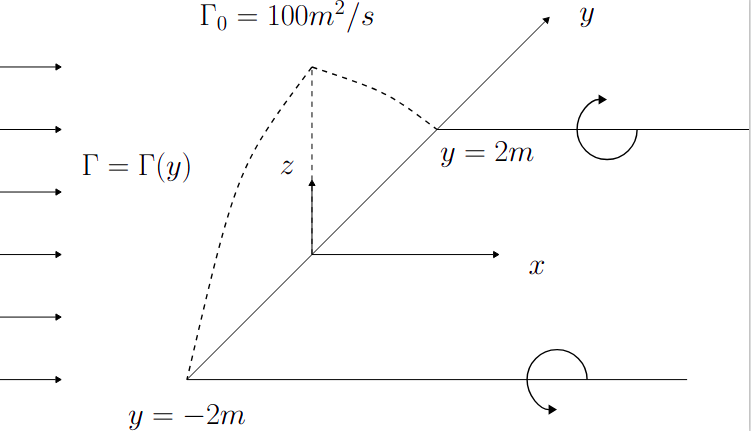 Γ₀ = 100m²/s
y
Γ = Γ(y)
z
y = 2m
x
y = −2m